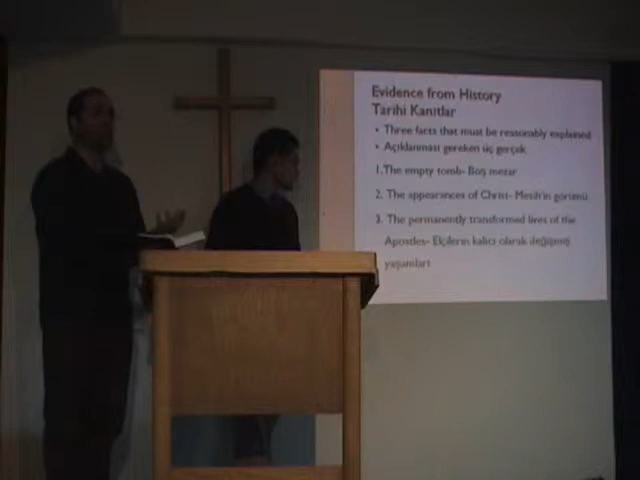 Evidence from History
Tarihi Kanıtlar
• Three facts that must be reasonably explained
• Açıklanması gereken üç gerçek
1.The empty tomb- Boş mezar
2. The appearances of Christ- Mesih'in görünü
3. The permanently transformed lives of the
Apostles- Elçilerin kalıcı olarak değişmiş
yaşamları